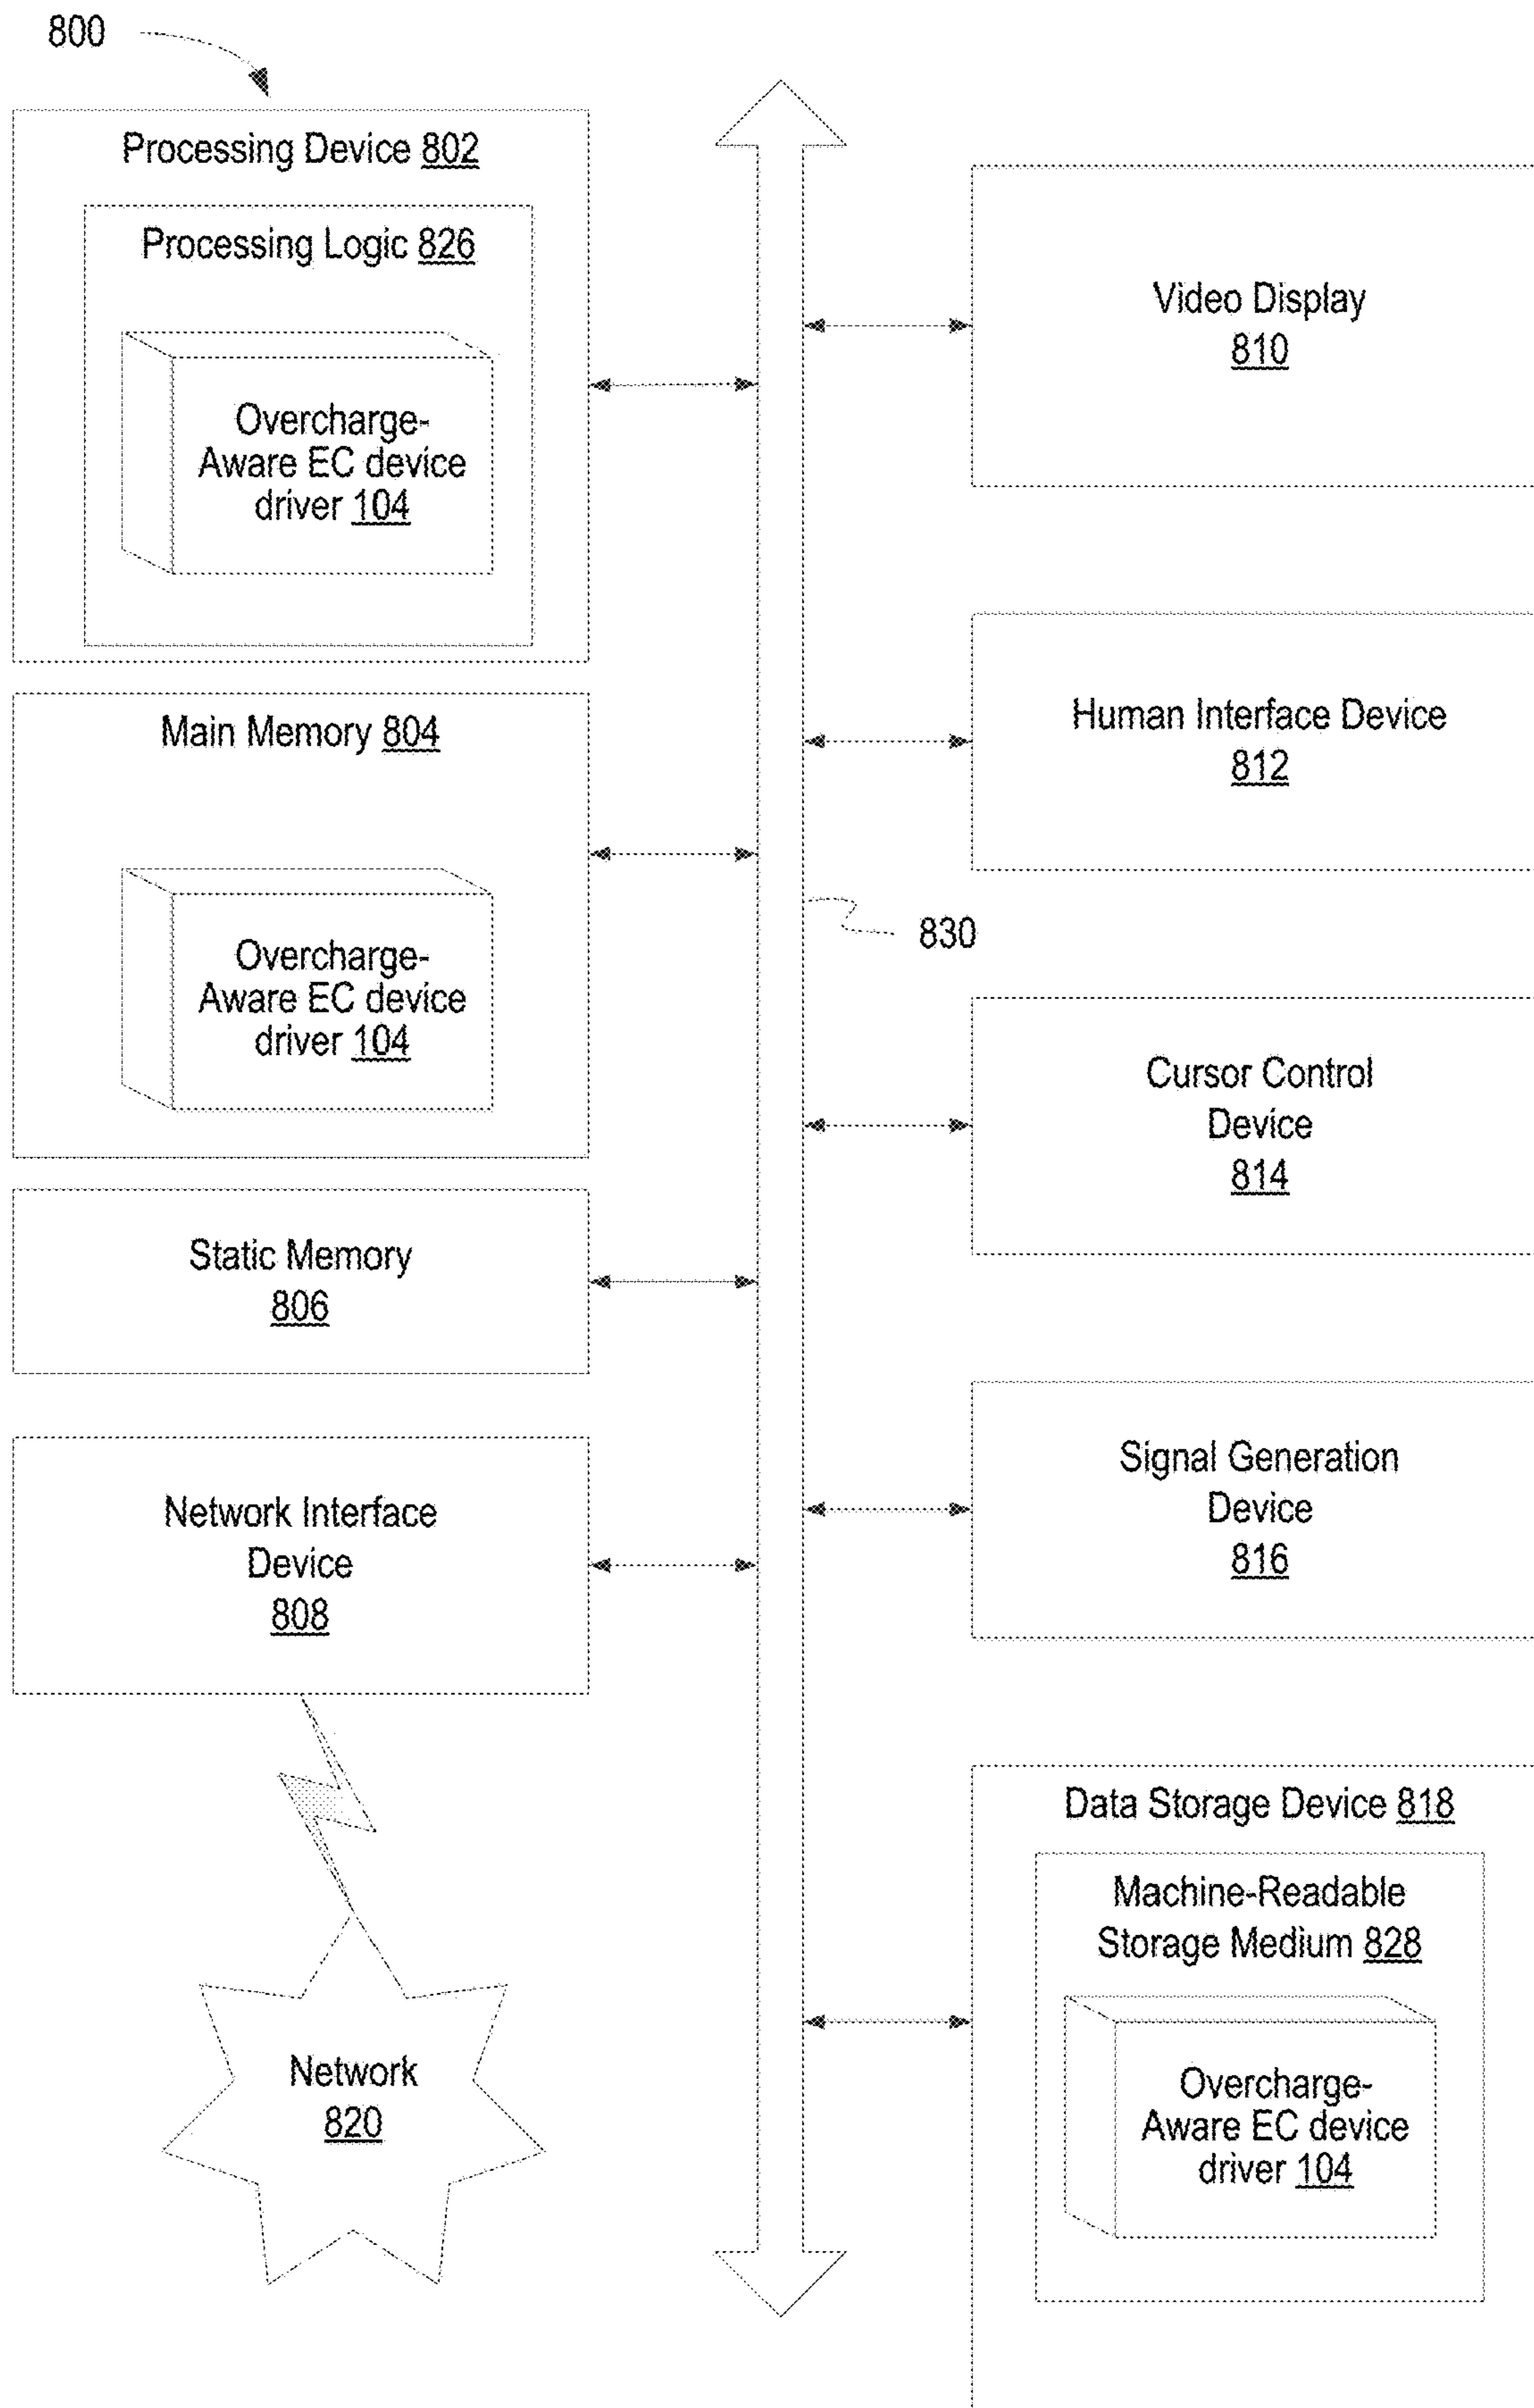 800
Processing Device 802
Processing Logic 826
Overcharge-
Aware EC device
driver 104
Main Memory 804
Overcharge-
Aware EC device
driver 104
Static Memory
806
Network Interface
Device
808
Network
820
Video Display
810
Human Interface Device
812
830
Cursor Control
Device
814
Signal Generation
Device
816
Data Storage Device 818
Machine-Readable
Storage Medium 828
Overcharge-
Aware EC device
driver 104